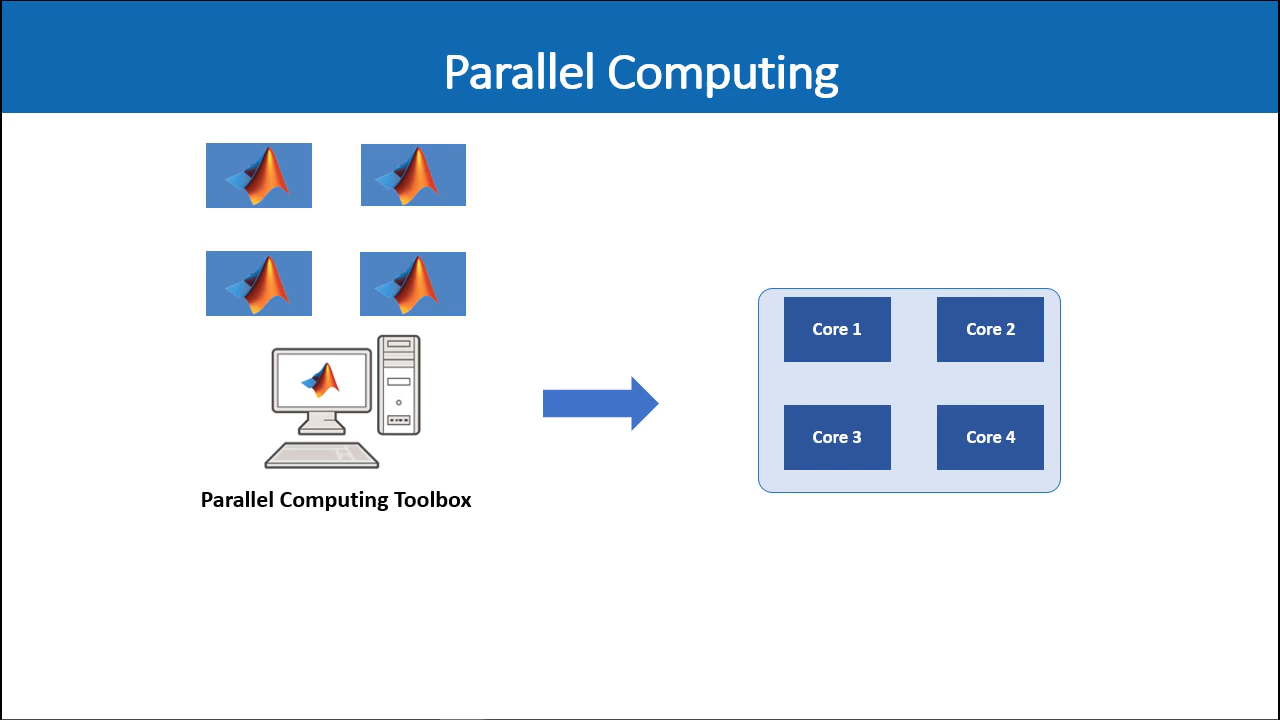 Parallel Computing
Core 1
Core 2
Core 3
Core 4
Parallel Computing Toolbox